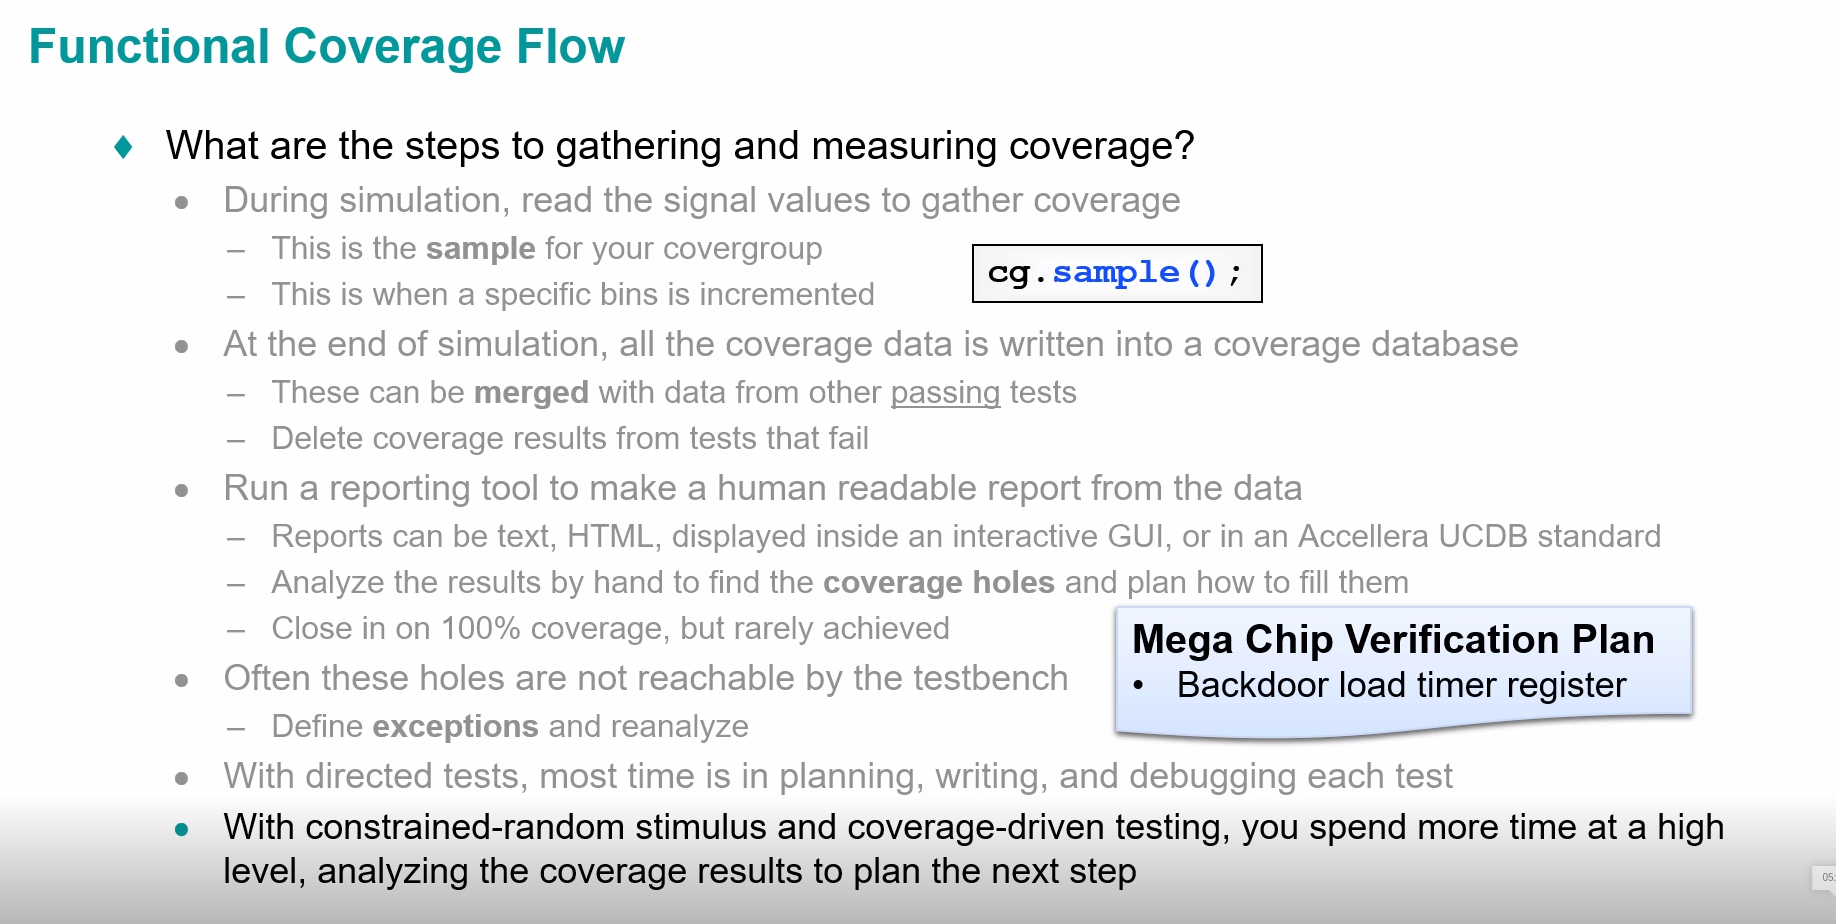 Functional Coverage Flow
♦ What are the steps to gathering and measuring coverage?
• During simulation, read the signal values to gather coverage
– This is the sample for your covergroup
– This is when a specific bins is incremented
cg.sample();
• At the end of simulation, all the coverage data is written into a coverage database
– These can be merged with data from other passing tests
– Delete coverage results from tests that fail
• Run a reporting tool to make a human readable report from the data
– Reports can be text, HTML, displayed inside an interactive GUI, or in an Accellera UCDB standard
– Analyze the results by hand to find the coverage holes and plan how to fill them
– Close in on 100% coverage, but rarely achieved
• Often these holes are not reachable by the testbench
– Define exceptions and reanalyze
Mega Chip Verification Plan
• Backdoor load timer register
• With directed tests, most time is in planning, writing, and debugging each test
• With constrained-random stimulus and coverage-driven testing, you spend more time at a high
level, analyzing the coverage results to plan the next step
05: